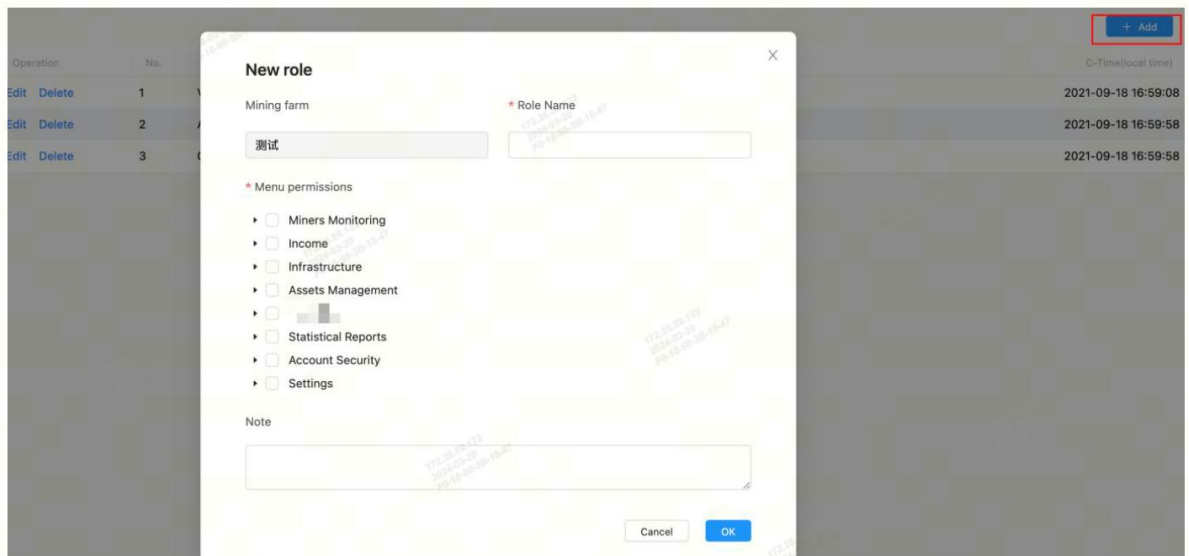 + Add
Operation No. C-Time(local time)
Edit Delete 1 2021-09-18 16:59:08
Edit Delete 2 2021-09-18 16:59:58
Edit Delete 3 2021-09-18 16:59:58
New role
Mining farm * Role Name
测试
* Menu permissions
Miners Monitoring
Income
Infrastructure
Assets Management
Statistical Reports
Account Security
Settings
Note
Cancel OK